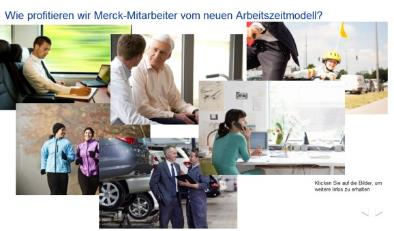 Wie profitieren wir Merck-Mitarbeiter vom neuen Arbeitszeitmodell?
Klicken Sie auf die Bilder, um
weitere Infos zu erhalten